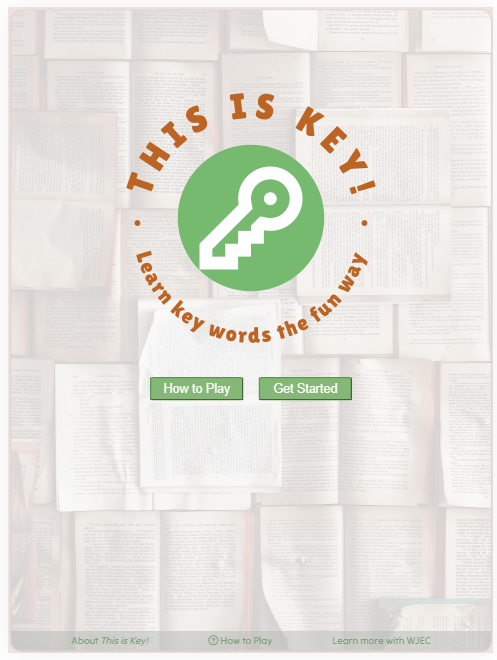 THIS IS KEY!
Learn key words the fun way
How to Play
Get Started
About This is Key!
? How to Play
Learn more with WJEC